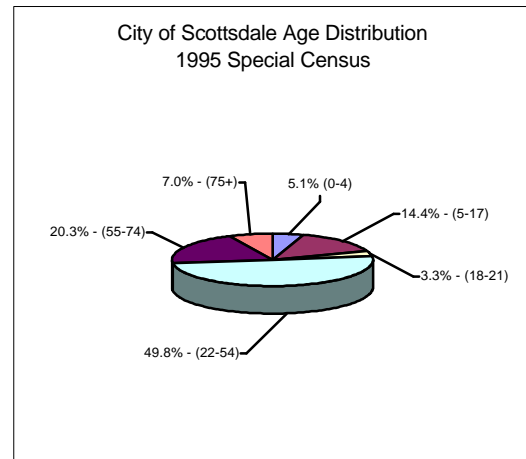 City of Scottsdale Age Distribution
1995 Special Census
7.0% - (75+)
5.1% (0-4)
20.3% - (55-74)
14.4% - (5-17)
3.3% - (18-21)
49.8% - (22-54)